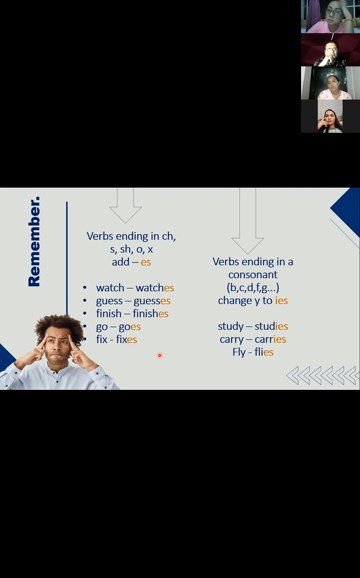 Remember.
Verbs ending in ch,
s, sh, o, x
add – es
• watch – watches
• guess – guesses
• finish – finishes
• go – goes
• fix - fixes
Verbs ending in a
consonant
(b,c,d,f,g...)
change y to ies
study – studies
carry – carries
Fly - flies